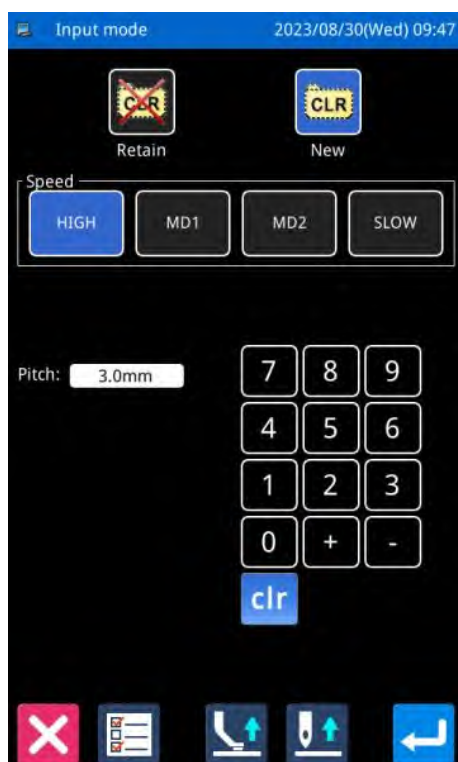 Input mode 2023/08/30(Wed) 09:47
CLR CLR
Retain New
Speed
HIGH MD1 MD2 SLOW
Pitch: 3.0mm
7 8 9
4 5 6
1 2 3
0 + -
clr